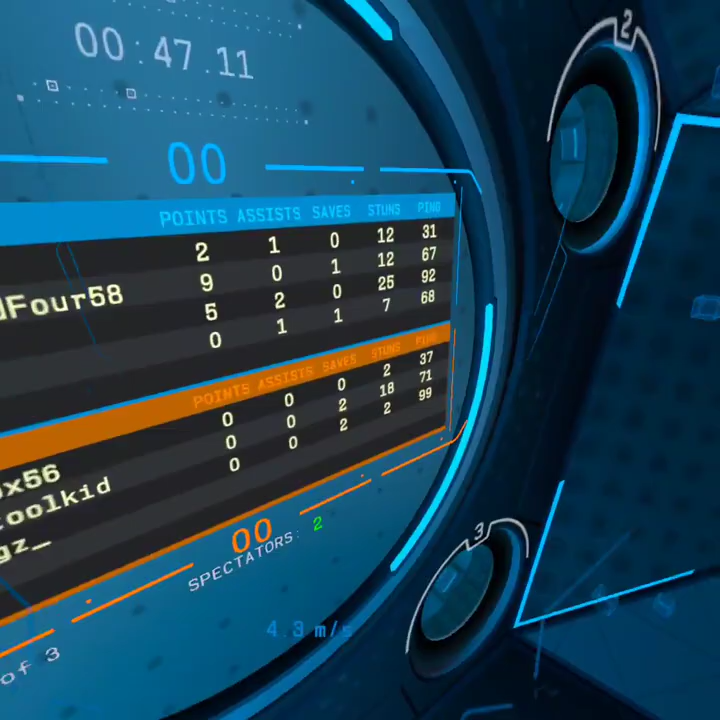 2
00:47.11
00
POINTS ASSISTS SAVES STUNS PING
2 1 0 12 31
dFour58 9 0 1 12 67
5 2 0 25 92
0 1 1 7 68
POINTS ASSISTS SAVES STUNS PING
0 0 0 2 37
x56 0 0 2 18 71
toolkid 0 0 2 2 99
gz_
00
SPECTATORS: 2
3
4.3 m/s
of 3